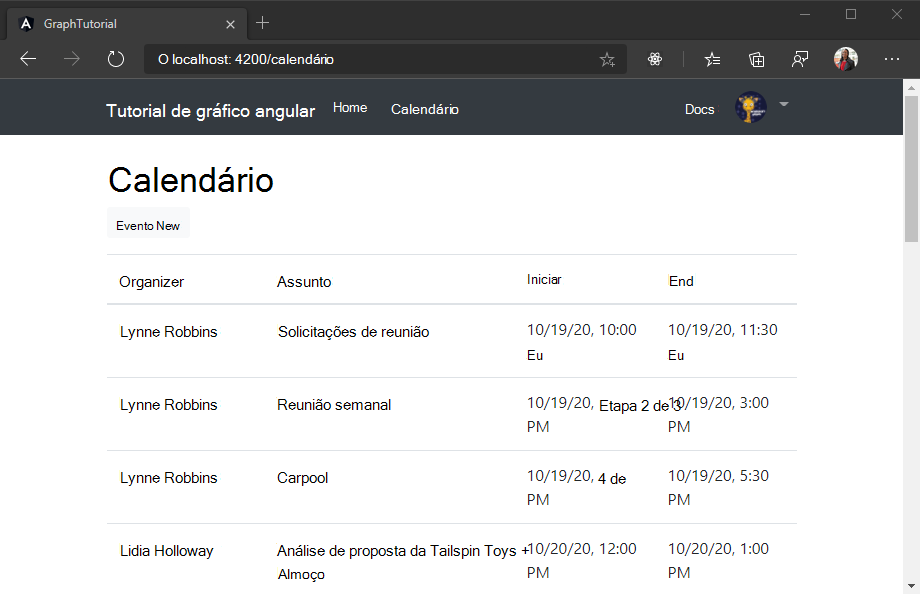 GraphTutorial
O localhost: 4200/calendário
Tutorial de gráfico angular Home Calendário Docs
Calendário
Evento New
Organizer Assunto Iniciar End
Lynne Robbins Solicitações de reunião 10/19/20, 10:00 10/19/20, 11:30
Eu Eu
Lynne Robbins Reunião semanal 10/19/20, Etapa 2 de 3 10/19/20, 3:00
PM PM
Lynne Robbins Carpool 10/19/20, 4 de 10/19/20, 5:30
PM PM
Lidia Holloway Análise de proposta da Tailspin Toys + 10/20/20, 12:00 10/20/20, 1:00
Almoço PM PM